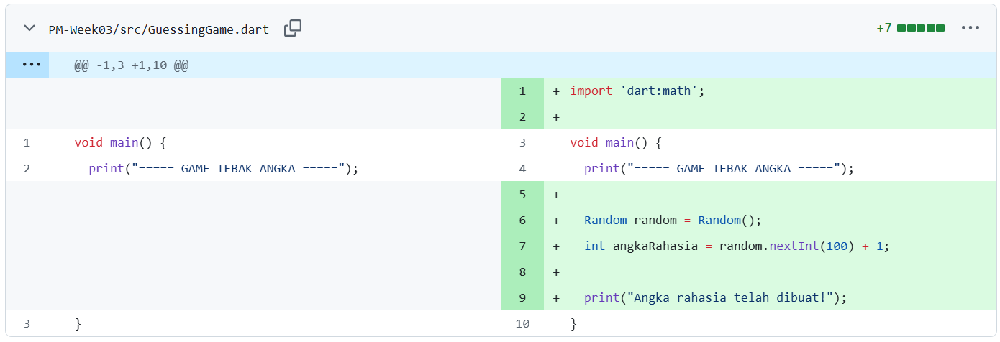 PM-Week03/src/GuessingGame.dart +7
@@ -1,3 +1,10 @@
1 + import 'dart:math';
2 +
1 void main() { 3 void main() {
2 print("===== GAME TEBAK ANGKA ====="); 4 print("===== GAME TEBAK ANGKA =====");
5 +
6 + Random random = Random();
7 + int angkaRahasia = random.nextInt(100) + 1;
8 +
9 + print("Angka rahasia telah dibuat!");
3 } 10 }